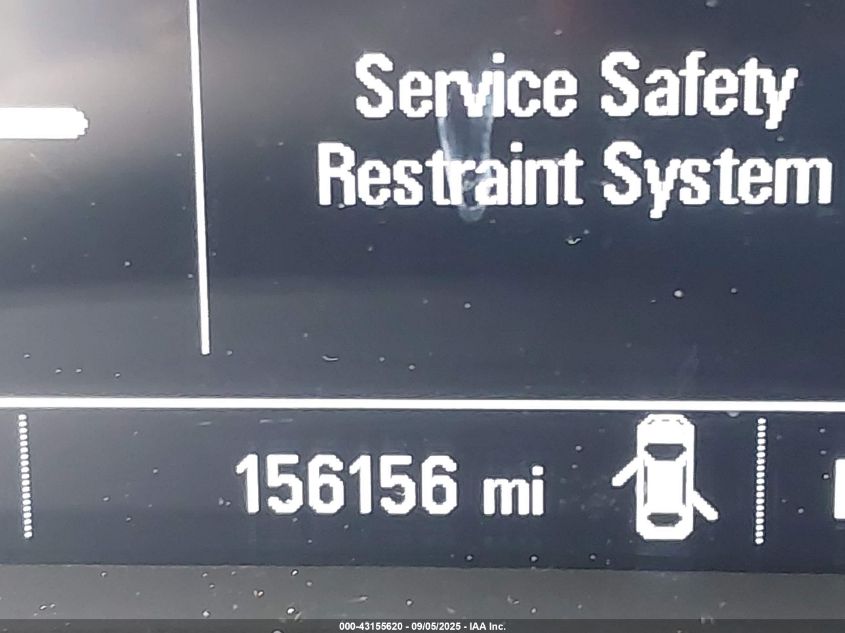 Service Safety
Restraint System
156156 mi
000-43155620 - 09/05/2025 - IAA Inc.